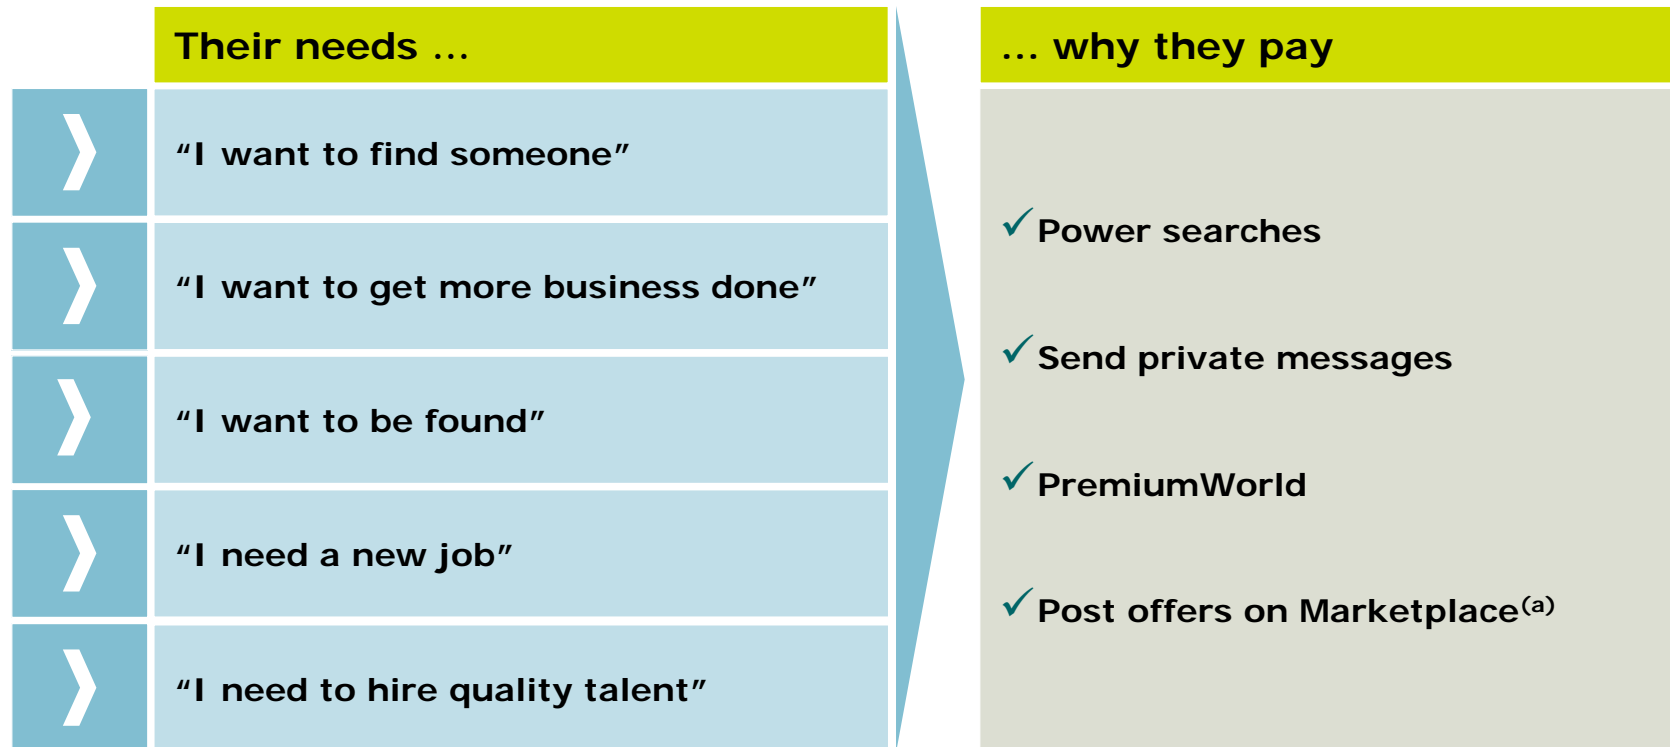 Their needs ...
“I want to find someone”
“I want to get more business done”
“I want to be found”
“I need a new job”
“I need to hire quality talent”
... why they pay
✓Power searches
✓Send private messages
✓PremiumWorld
✓Post offers on Marketplace(a)